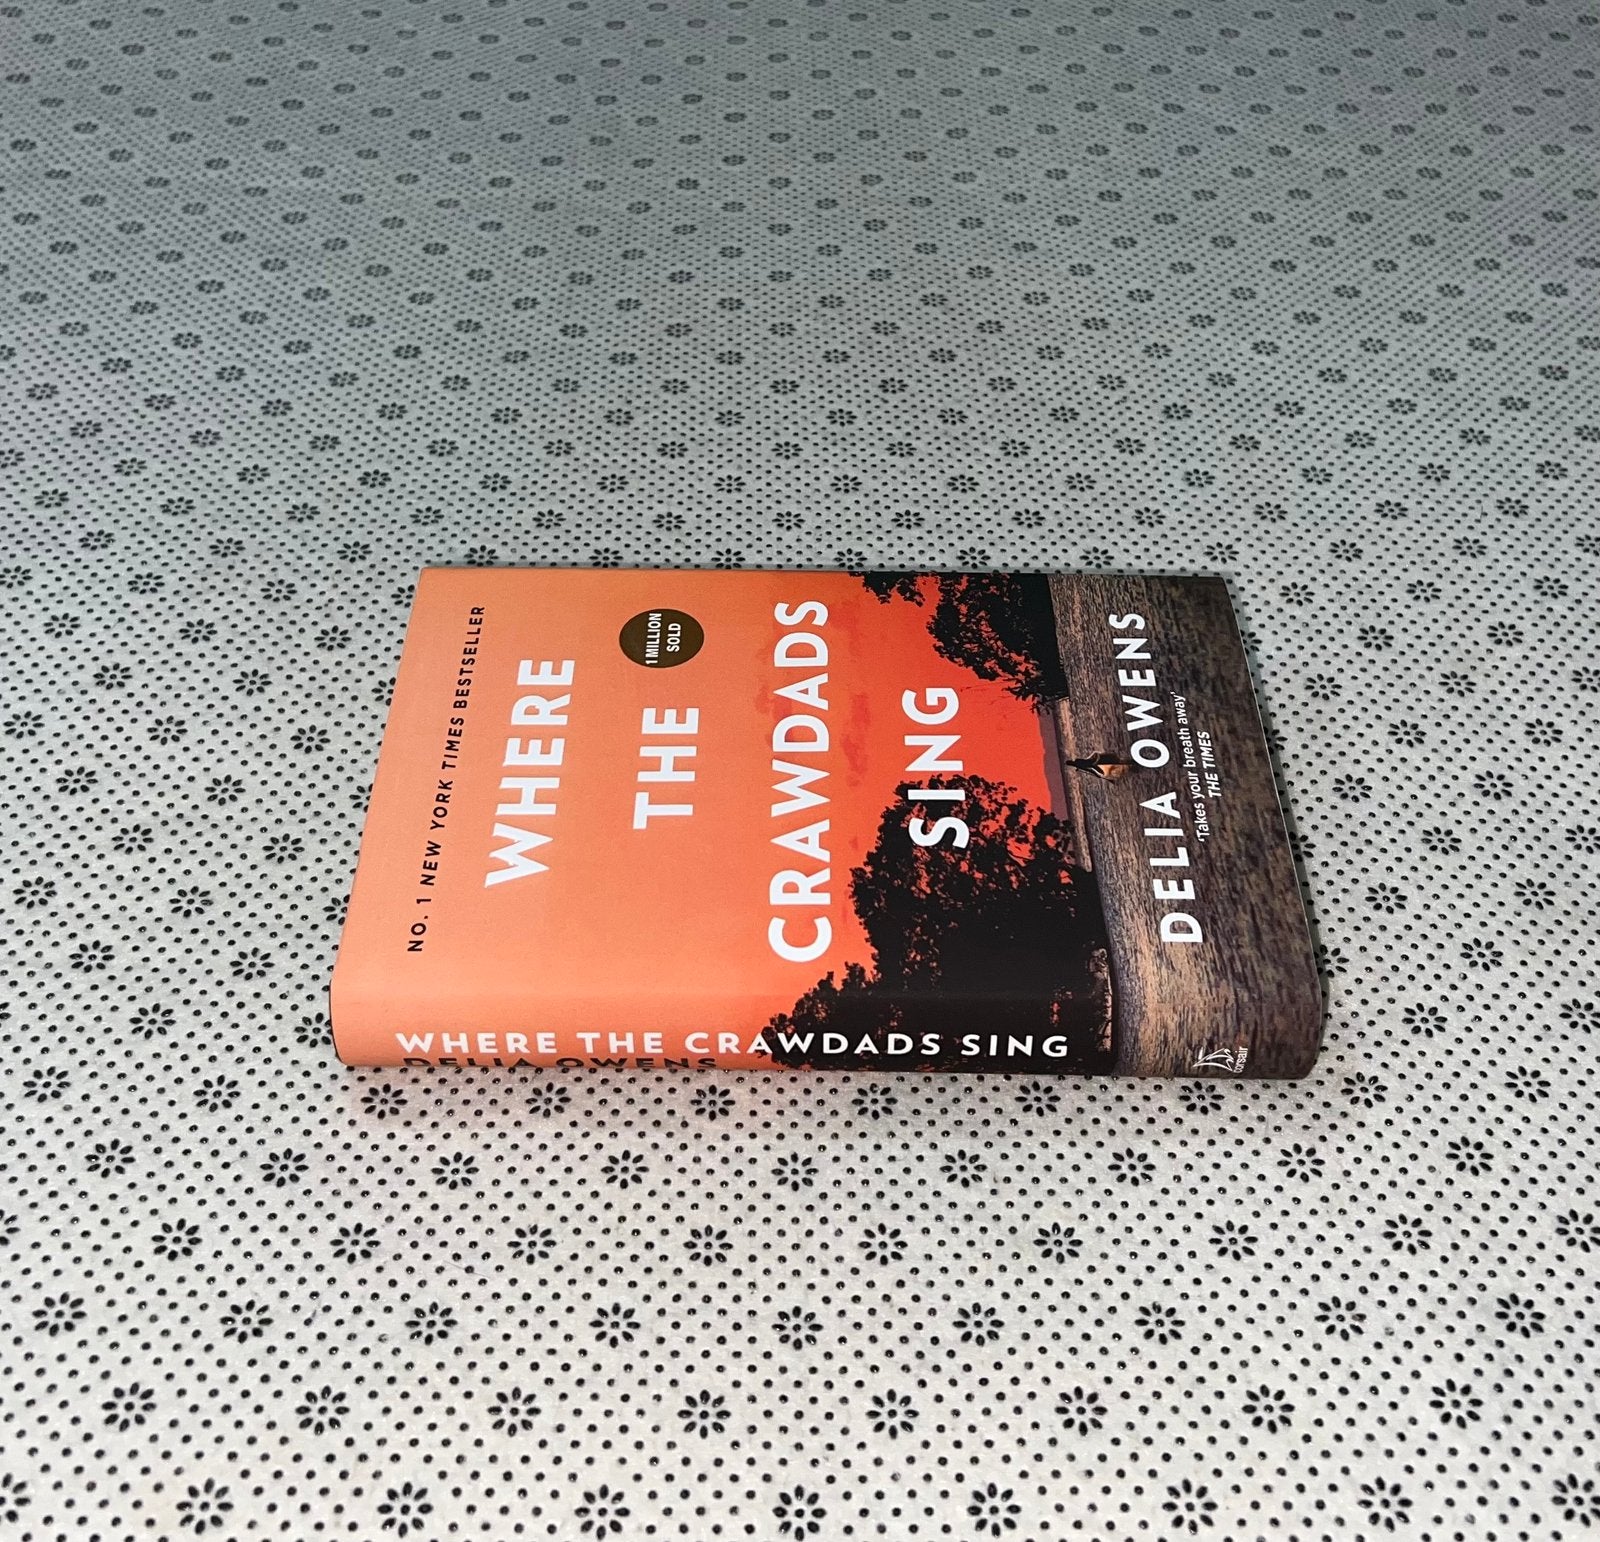 NO. 1 NEW YORK TIMES BESTSELLER
WHERE
THE
1 MILLION
SOLD
CRAWDADS
SING
DELIA OWENS
'Takes your breath away'
THE TIMES
WHERE THE CRAWDADS SING
DELIA OWENS
corsair